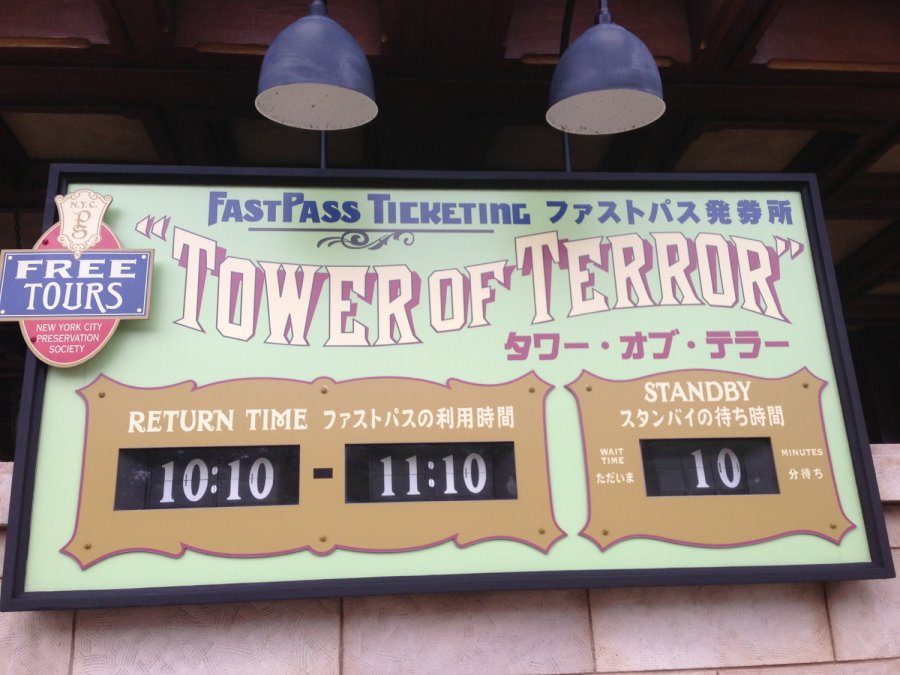 N.Y.C.
P S
FREE
TOURS
NEW YORK CITY
PRESERVATION
SOCIETY
FASTPASS TICKETING ファストパス発券所
"TOWER OF TERROR"
タワー・オブ・テラー
RETURN TIME ファストパスの利用時間
10:10 - 11:10
STANDBY
スタンバイの待ち時間
WAIT
TIME
ただいま
10
MINUTES
分待ち